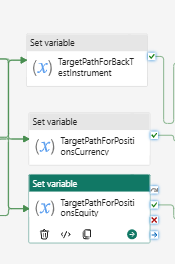 Set variable
(x) TargetPathForBackT
estInstrument
Set variable
(x) TargetPathForPositi
onsCurrency
Set variable
(x) TargetPathForPositi
onsEquity